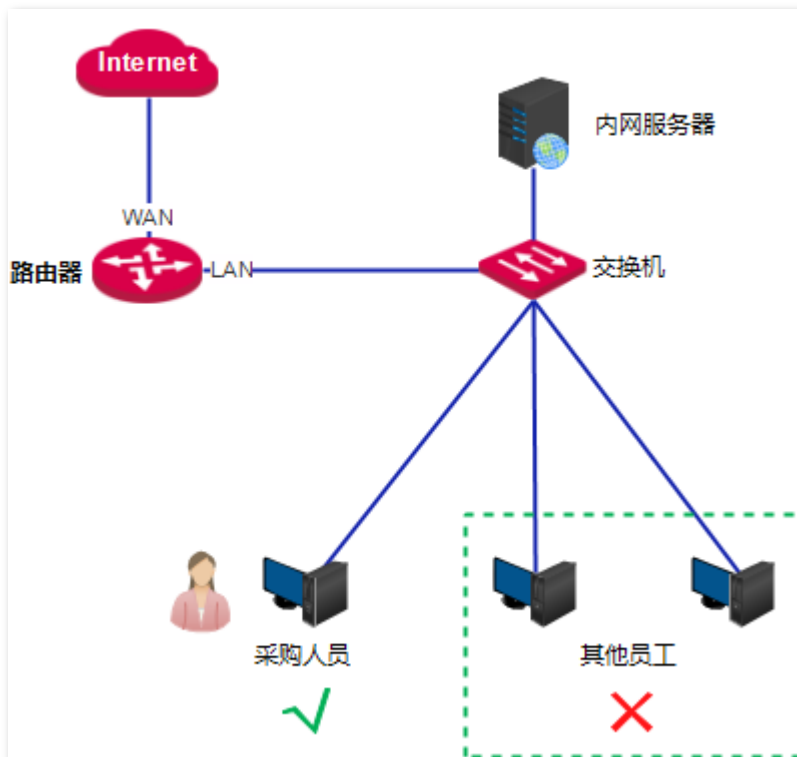 Internet
内网服务器
WAN
路由器
LAN
交换机
采购人员
其他员工